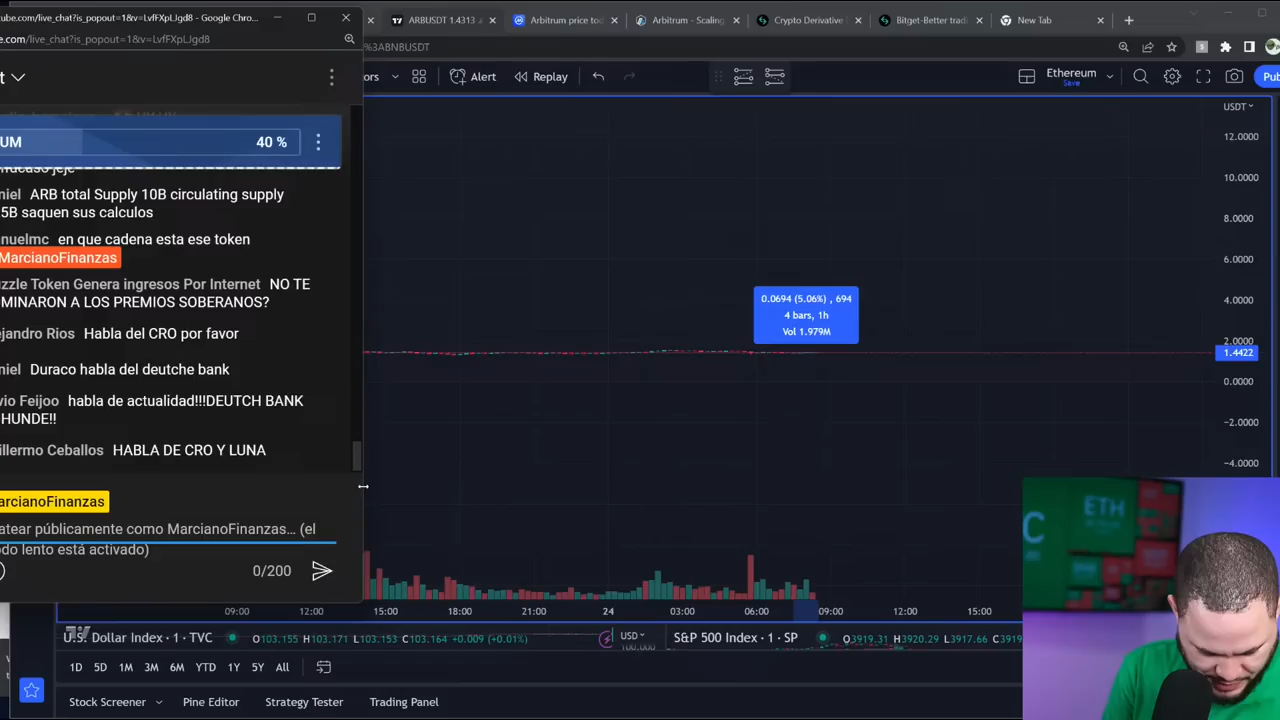 ube.com/live_chat?is_popout=1&v=LvfFXpLJgd8 - Google Chro...
e.com/live_chat?is_popout=1&v=LvfFXpLJgd8
t
ARBUSDT 1.4313
Arbitrum price tod
Arbitrum - Scaling
Crypto Derivative
Bitget-Better tradi
New Tab
%3ABNBUSDT
ors
Alert
Replay
Ethereum
Save
Pub
UM
40 %
niel ARB total Supply 10B circulating supply
5B saquen sus calculos
nuelmc en que cadena esta ese token
MarcianoFinanzas
zzle Token Genera ingresos Por Internet NO TE
OMINARON A LOS PREMIOS SOBERANOS?
ejandro Rios Habla del CRO por favor
niel Duraco habla del deutche bank
vio Feijoo habla de actualidad!!!DEUTCH BANK
HUNDE!!
illermo Ceballos HABLA DE CRO Y LUNA
arcianoFinanzas
atear públicamente como MarcianoFinanzas... (el
odo lento está activado)
0/200
0.0694 (5.06%) , 694
4 bars, 1h
Vol 1.979M
USDT
12.0000
10.0000
8.0000
6.0000
4.0000
2.0000
1.4422
0.0000
-2.0000
-4.0000
09:00
12:00
15:00
18:00
21:00
24
03:00
06:00
09:00
12:00
15:00
U.S. Dollar Index · 1 · TVC
O103.155 H103.171 L103.153 C103.164 +0.009 (+0.01%)
USD
100.000
S&P 500 Index · 1 · SP
O3919.31 H3920.29 L3917.66 C3919
1D 5D 1M 3M 6M YTD 1Y 5Y All
Stock Screener
Pine Editor
Strategy Tester
Trading Panel
C
ETH